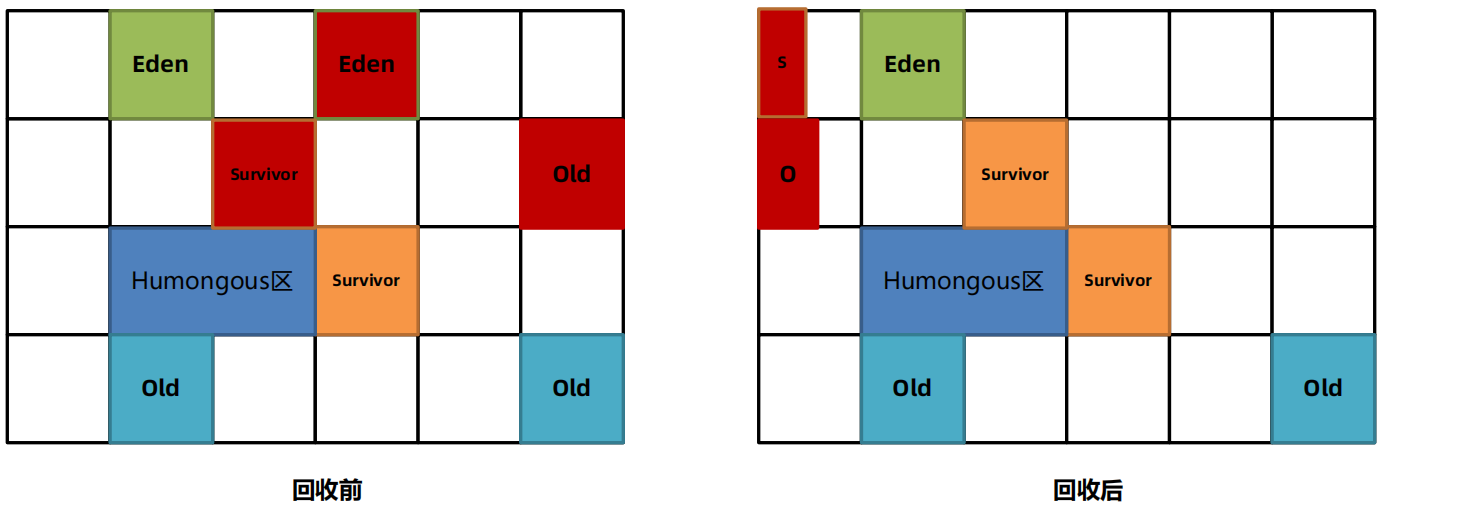 Eden
Eden
Survivor
Old
Humongous区
Survivor
Old
Old
回收前
S
Eden
O
Survivor
Humongous区
Survivor
Old
Old
回收后